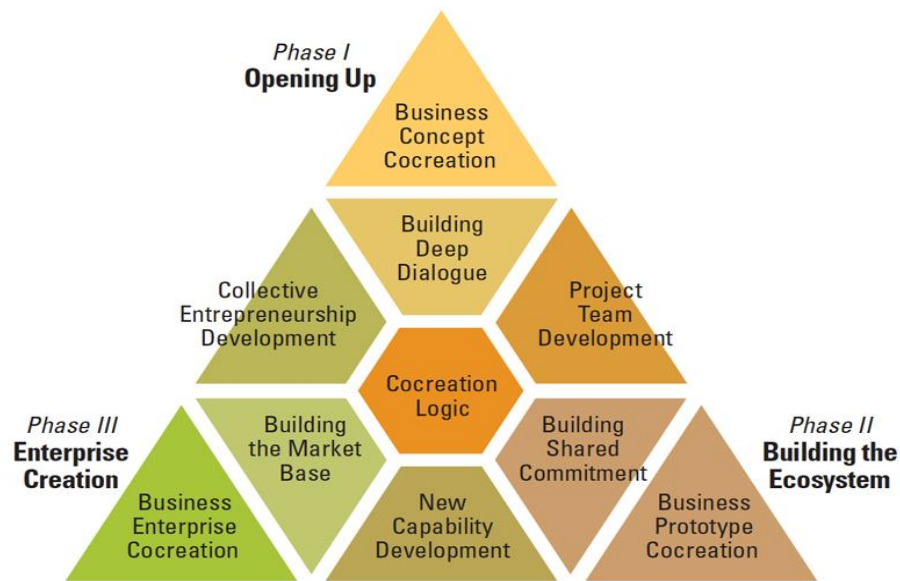 Phase I
Opening Up
Business
Concept
Cocreation
Building
Deep
Dialogue
Collective
Entrepreneurship
Development
Project
Team
Development
Cocreation
Logic
Phase III
Enterprise
Creation
Building
the Market
Base
Building
Shared
Commitment
Phase II
Building the
Ecosystem
Business
Enterprise
Cocreation
New
Capability
Development
Business
Prototype
Cocreation